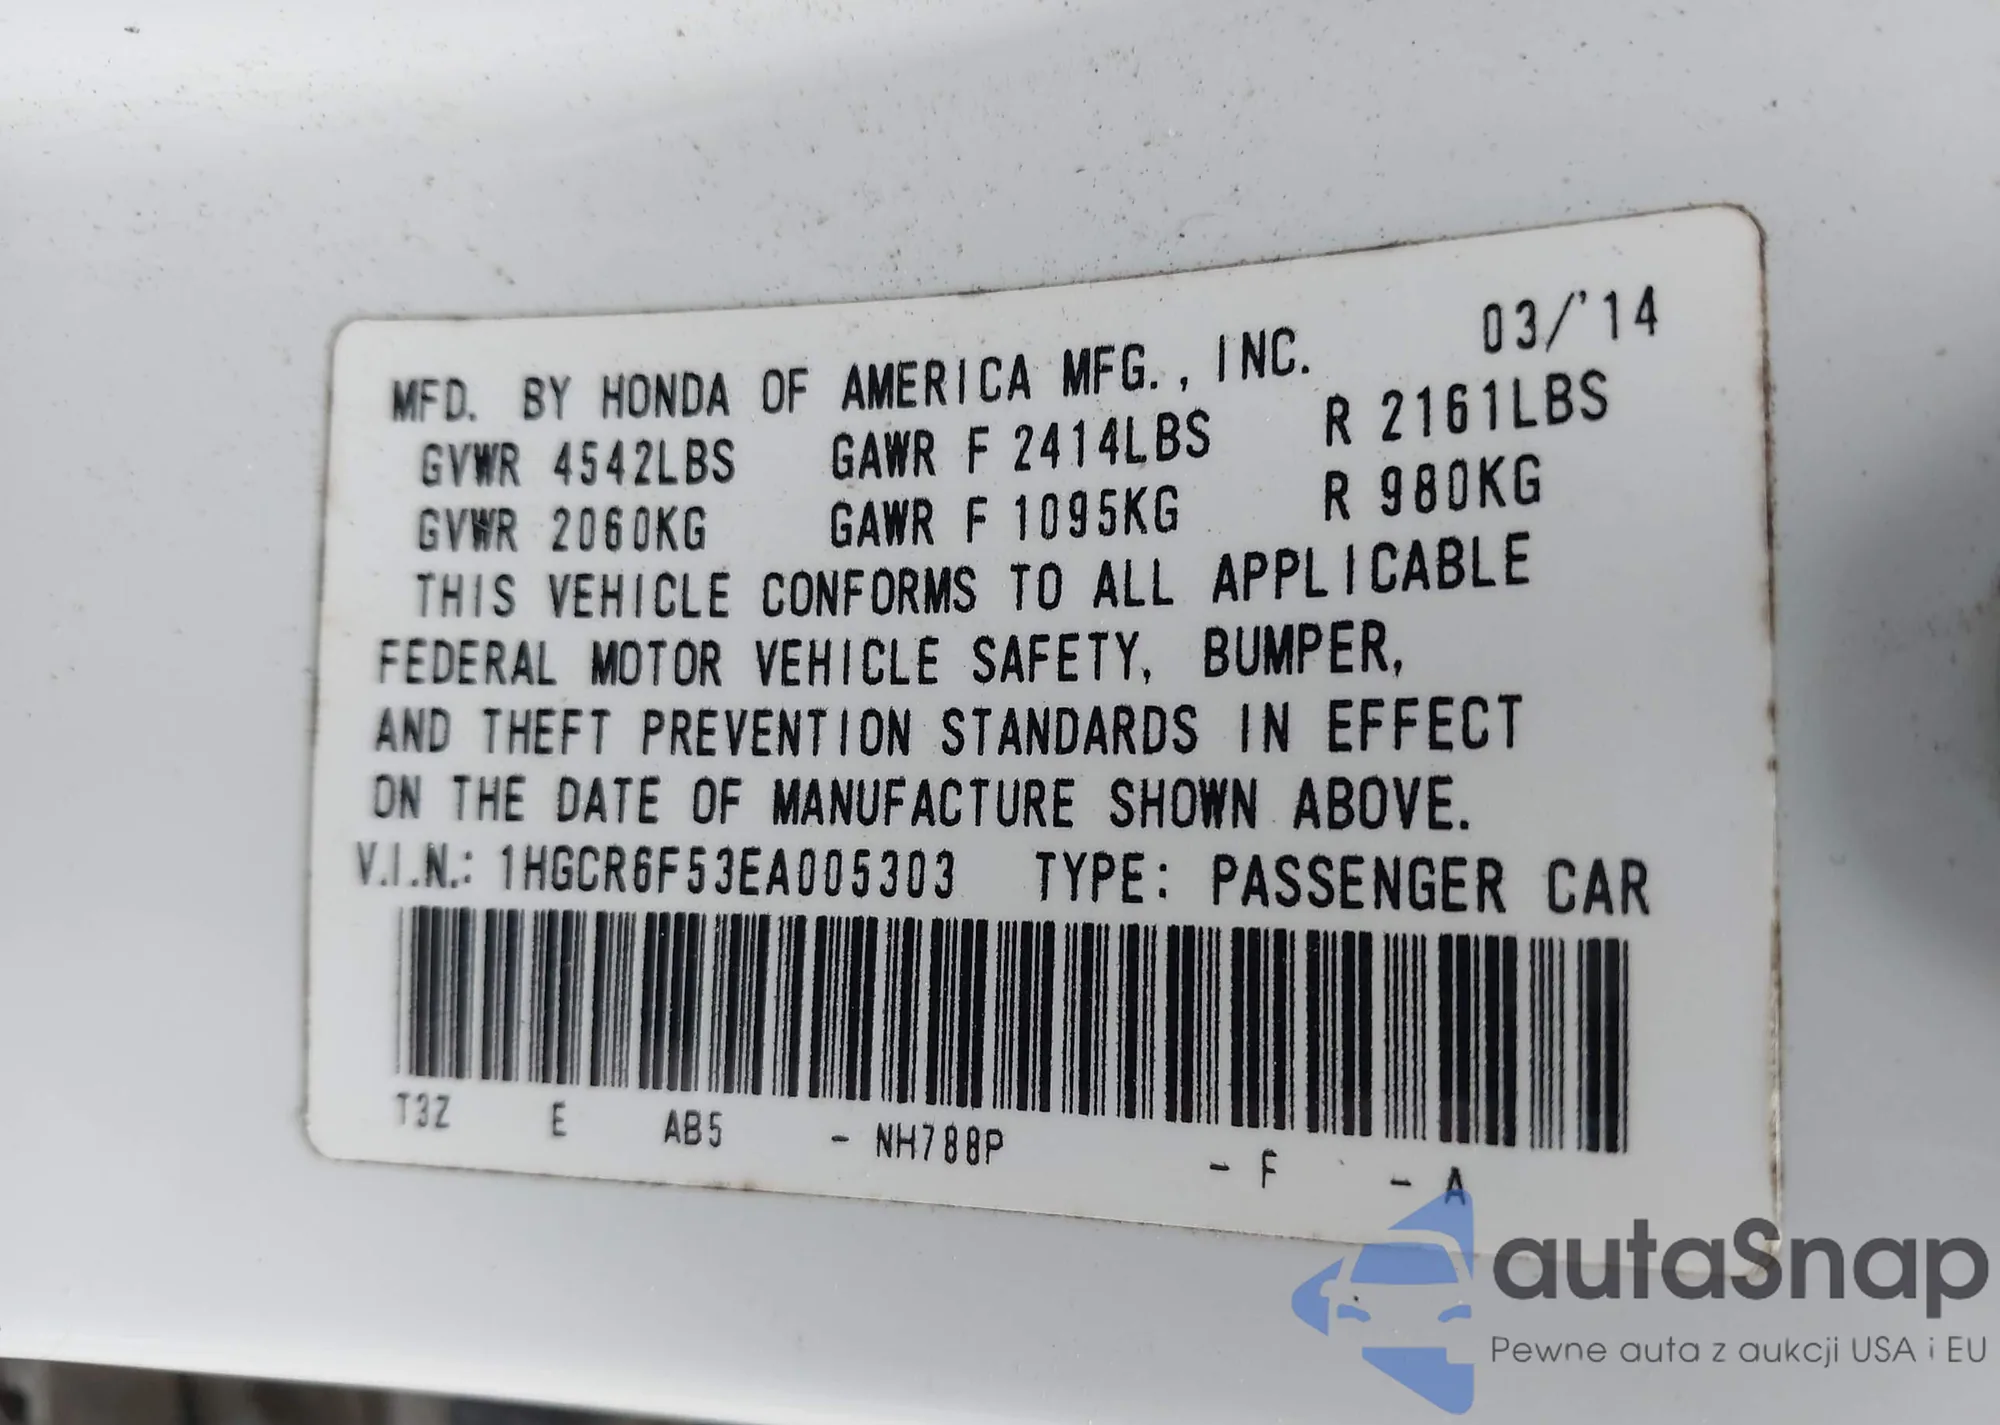 03/'14
MFD. BY HONDA OF AMERICA MFG., INC.
GVWR 4542LBS GAWR F 2414LBS R 2161LBS
GVWR 2060KG GAWR F 1095KG R 980KG
THIS VEHICLE CONFORMS TO ALL APPLICABLE
FEDERAL MOTOR VEHICLE SAFETY, BUMPER,
AND THEFT PREVENTION STANDARDS IN EFFECT
ON THE DATE OF MANUFACTURE SHOWN ABOVE.
V.I.N.: 1HGCR6F53EA005303 TYPE: PASSENGER CAR
T3Z E AB5 - NH788P - F - A
autaSnap
Pewne auta z aukcji USA i EU